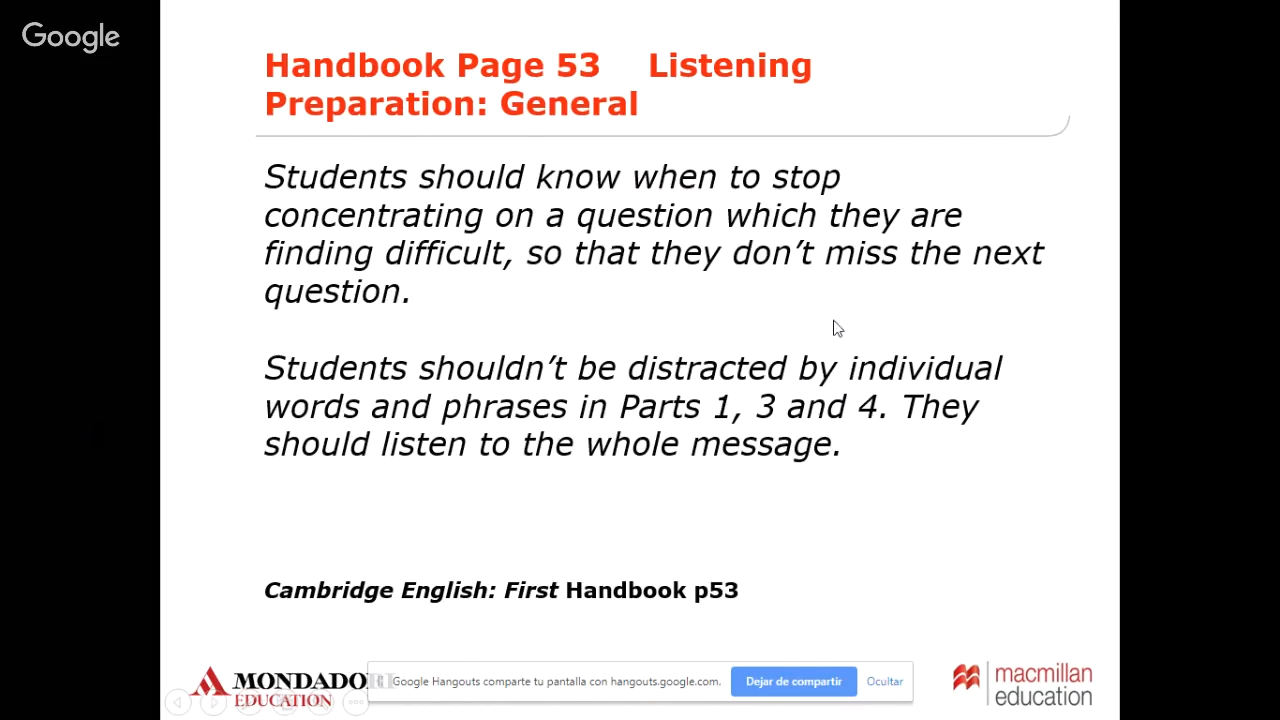 Google
Handbook Page 53 Listening
Preparation: General
Students should know when to stop
concentrating on a question which they are
finding difficult, so that they don’t miss the next
question.
Students shouldn’t be distracted by individual
words and phrases in Parts 1, 3 and 4. They
should listen to the whole message.
Cambridge English: First Handbook p53
MONDADORI
EDUCATION
Google Hangouts comparte tu pantalla con hangouts.google.com.
Dejar de compartir
Ocultar
macmillan
education